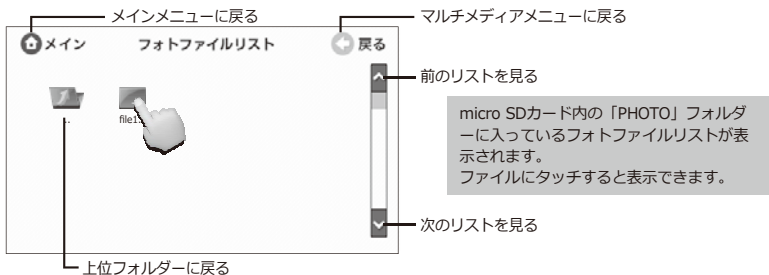 メインメニューに戻る
マルチメディアメニューに戻る
メイン
フォトファイルリスト
戻る
前のリストを見る
..
file1..
micro SDカード内の「PHOTO」フォルダ
ーに入っているフォトファイルリストが表
示されます。
ファイルにタッチすると表示できます。
次のリストを見る
上位フォルダーに戻る